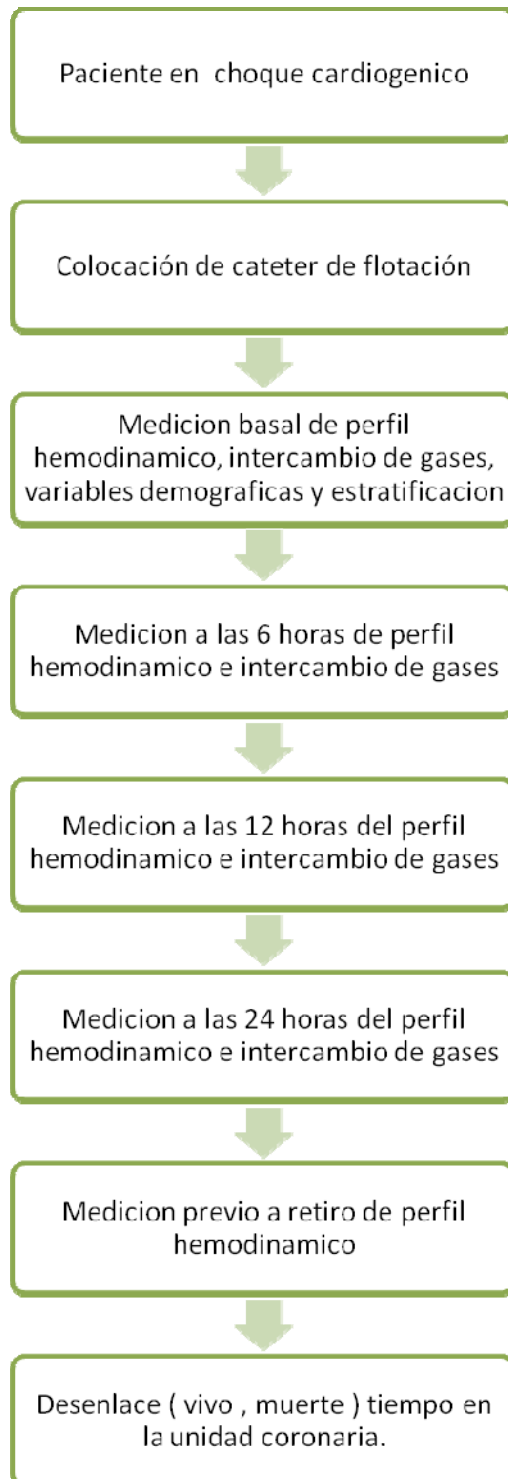 Paciente en choque cardiogenico
Colocación de cateter de flotación
Medicion basal de perfil
hemodinamico, intercambio de gases,
variables demograficas y estratificacion
Medicion a las 6 horas de perfil
hemodinamico e intercambio de gases
Medicion a las 12 horas del perfil
hemodinamico e intercambio de gases
Medicion a las 24 horas del perfil
hemodinamico e intercambio de gases
Medicion previo a retiro de perfil
hemodinamico
Desenlace ( vivo , muerte ) tiempo en
la unidad coronaria.